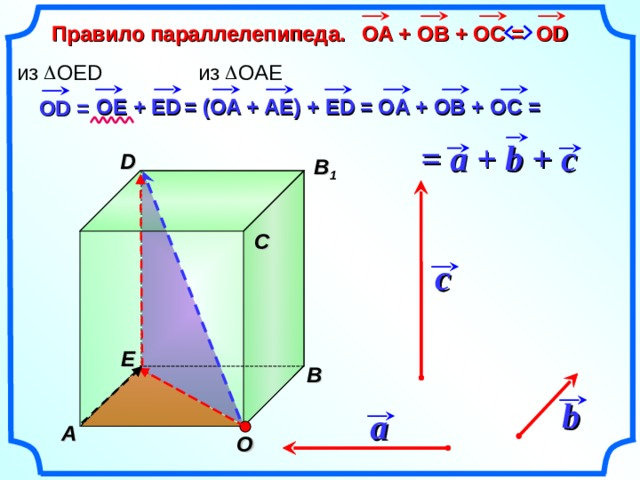 Правило параллелепипеда. OA + OB + OC = OD
из ∆OED из ∆OAE
OD = OE + ED = (OA + AE) + ED = OA + OB + OC =
= a + b + c
D
B₁
C
c
E
B
b
a
A
O